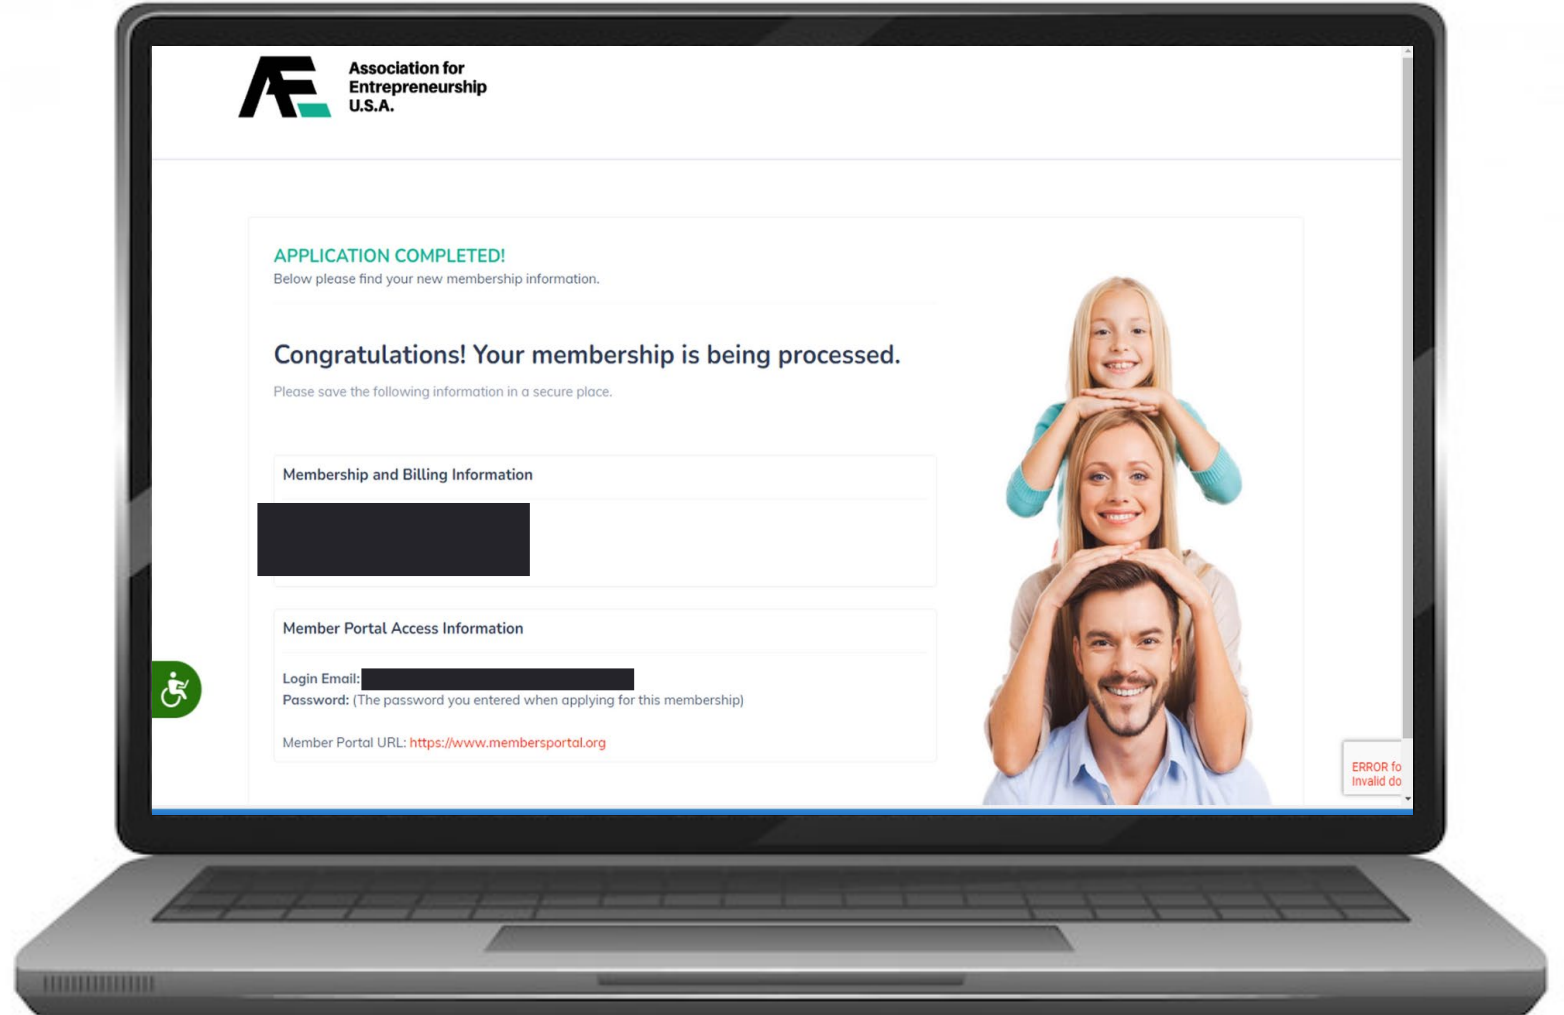 Association for
Entrepreneurship
U.S.A.
APPLICATION COMPLETED!
Below please find your new membership information.
Congratulations! Your membership is being processed.
Please save the following information in a secure place.
Membership and Billing Information
Member Portal Access Information
Login Email:
Password: (The password you entered when applying for this membership)
Member Portal URL: https://www.membersportal.org
ERROR fo
Invalid do